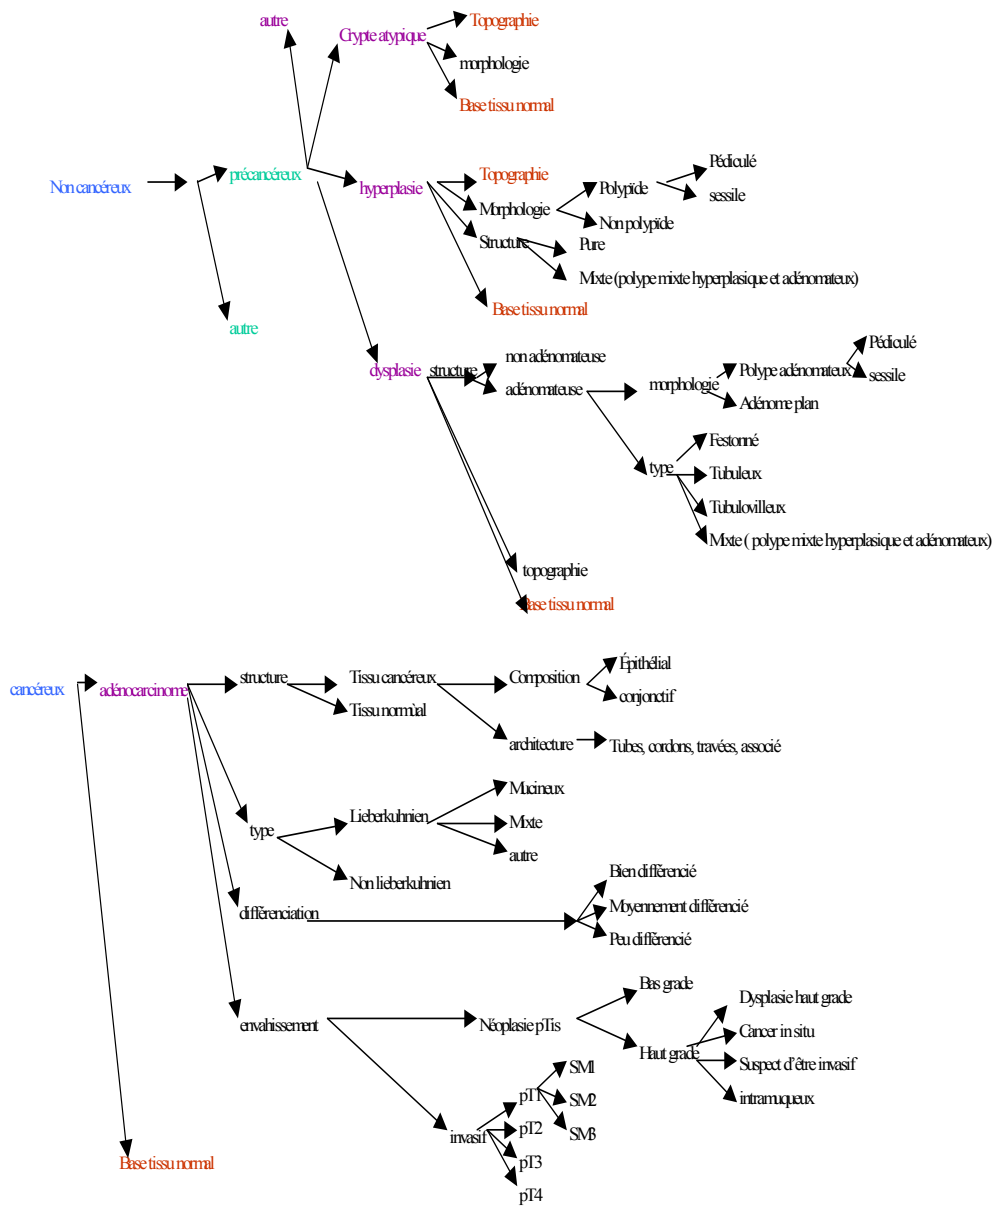 autre
Crypte atypique
Topographie
morphologie
Base tissu normal
Non cancéreux
précancéreux
autre
hyperplasie
Topographie
Morphologie
Polypïde
Pédiculé
sessile
Non polypïde
Structure
Pure
Mixte (polype mixte hyperplasique et adénomateux)
Base tissu normal
dysplasie
structure
non adénomateuse
adénomateuse
morphologie
Polype adénomateux
Pédiculé
sessile
Adénome plan
type
Festonné
Tubuleux
Tubulovilleux
Mixte ( polype mixte hyperplasique et adénomateux)
topographie
Base tissu normal
cancéreux
adénocarcinome
structure
Tissu cancéreux
Composition
Épithélial
conjonctif
Tissu normùal
architecture
Tubes, cordons, travées, associé
type
Lieberkuhnien
Mucineux
Mixte
autre
Non lieberkuhnien
différenciation
Bien différencié
Moyennement différencié
Peu différencié
envahissement
Néoplasie pTis
Bas grade
Haut grade
Dysplasie haut grade
Cancer in situ
Suspect d’être invasif
intramuqueux
invasif
pT1
SM1
SM2
SM3
pT2
pT3
pT4
Base tissu normal